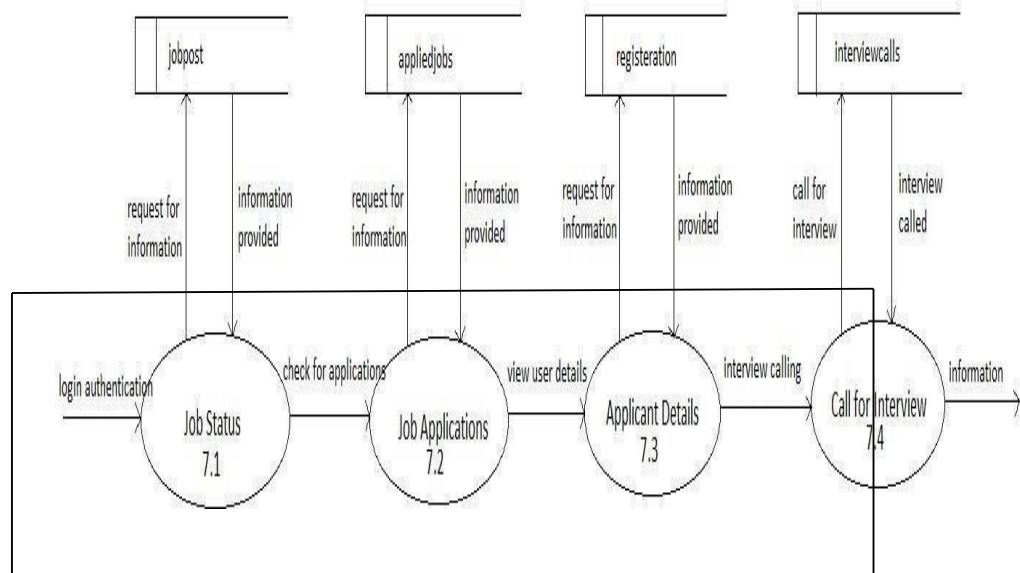 jobpost
appliedjobs
registeration
interviewcalls
request for
information
information
provided
request for
information
information
provided
request for
information
information
provided
call for
interview
interview
called
login authentication
check for applications
view user details
interview calling
information
Job Status
7.1
Job Applications
7.2
Applicant Details
7.3
Call for Interview
7.4